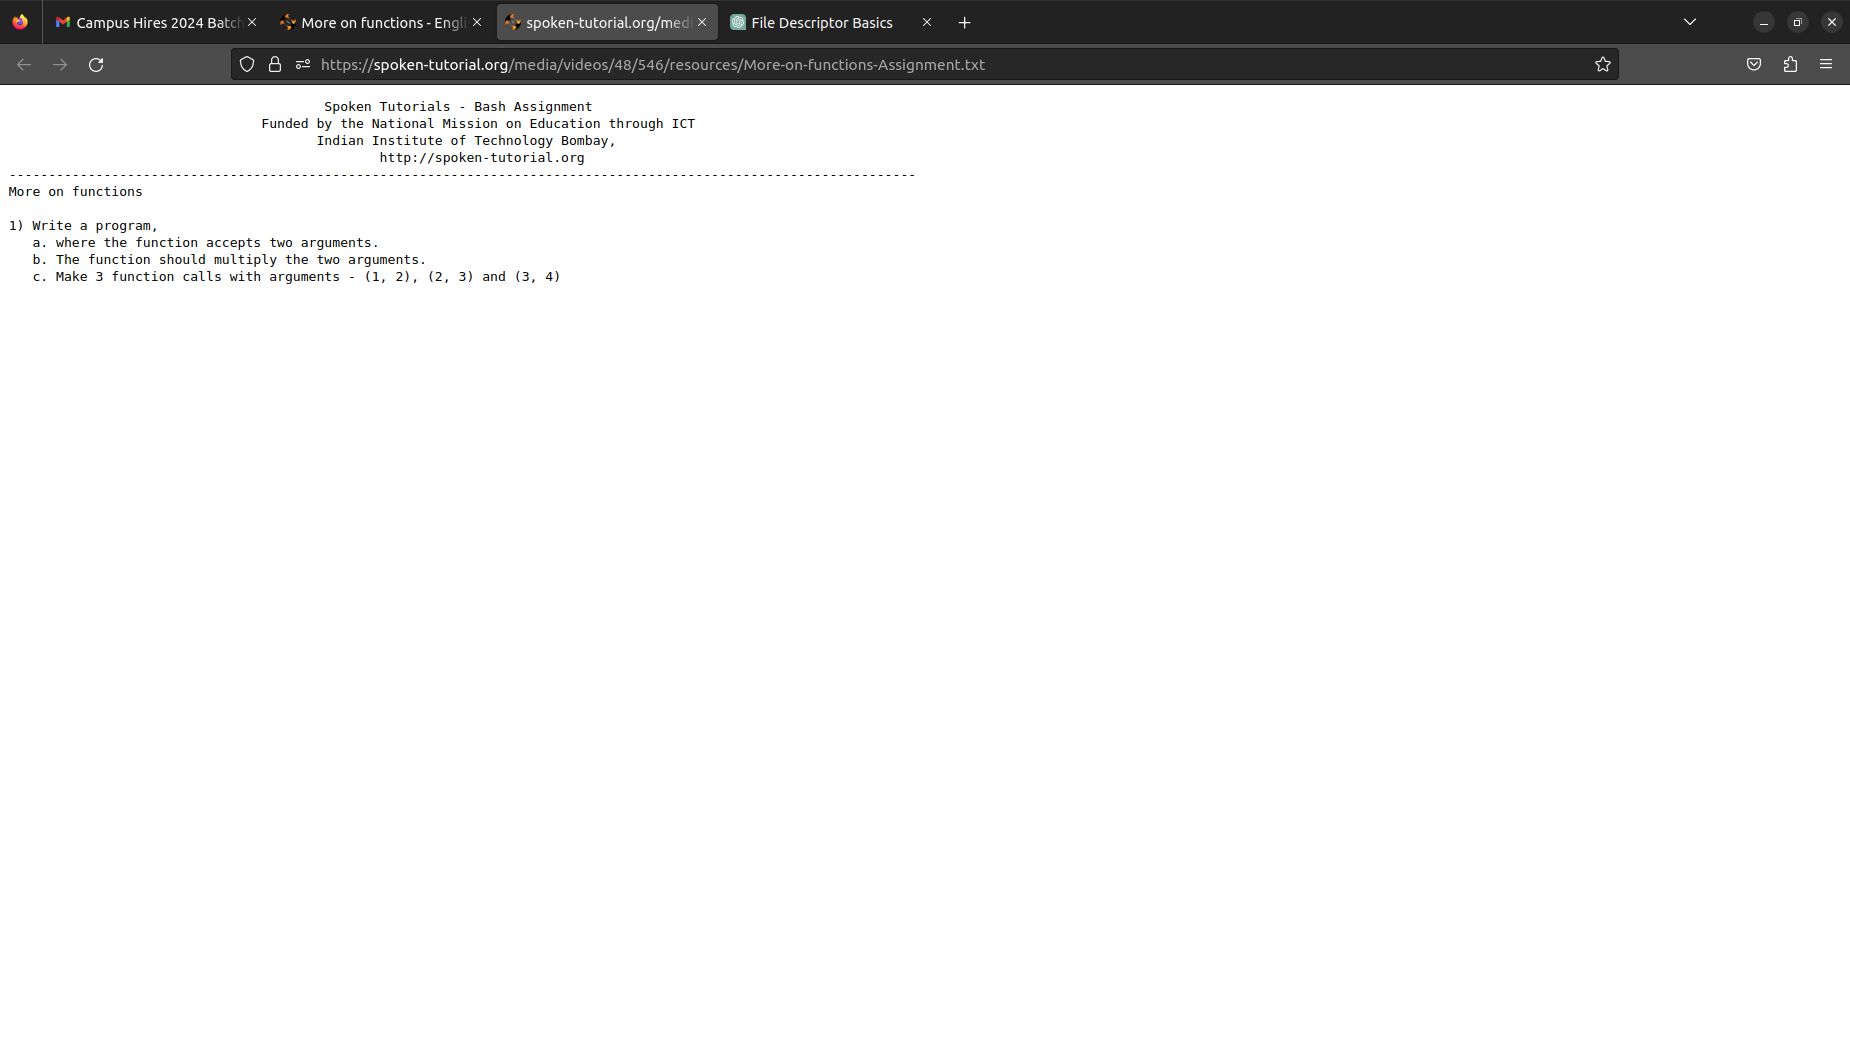 Campus Hires 2024 Batch
More on functions - Engli
spoken-tutorial.org/med
File Descriptor Basics
https://spoken-tutorial.org/media/videos/48/546/resources/More-on-functions-Assignment.txt
Spoken Tutorials - Bash Assignment
Funded by the National Mission on Education through ICT
Indian Institute of Technology Bombay,
http://spoken-tutorial.org
-------------------------------------------------------------------------------------------------------------------
More on functions
1) Write a program,
a. where the function accepts two arguments.
b. The function should multiply the two arguments.
c. Make 3 function calls with arguments - (1, 2), (2, 3) and (3, 4)